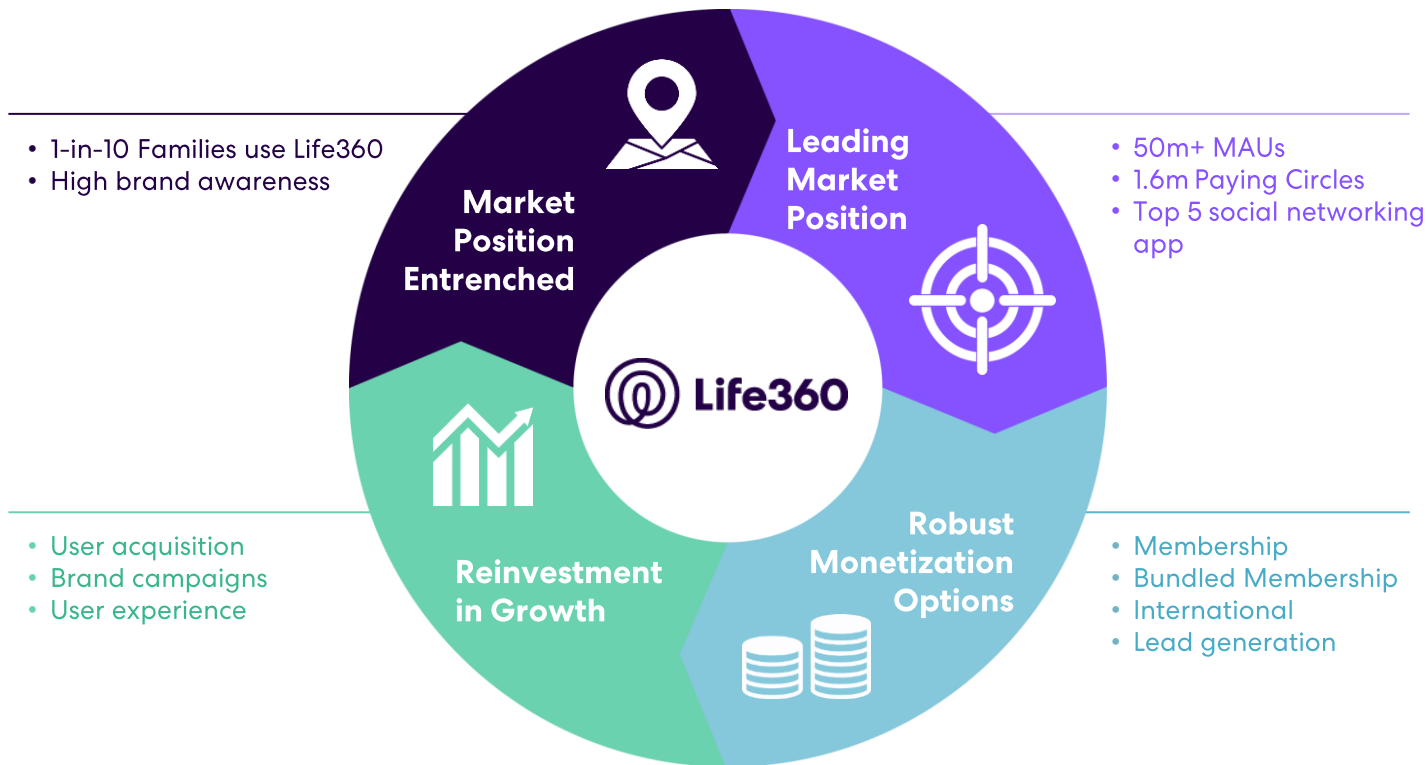 • 1-in-10 Families use Life360
• High brand awareness
Market
Position
Entrenched
Leading
Market
Position
• 50m+ MAUs
• 1.6m Paying Circles
• Top 5 social networking
app
Life360
• User acquisition
• Brand campaigns
• User experience
Reinvestment
in Growth
Robust
Monetization
Options
• Membership
• Bundled Membership
• International
• Lead generation